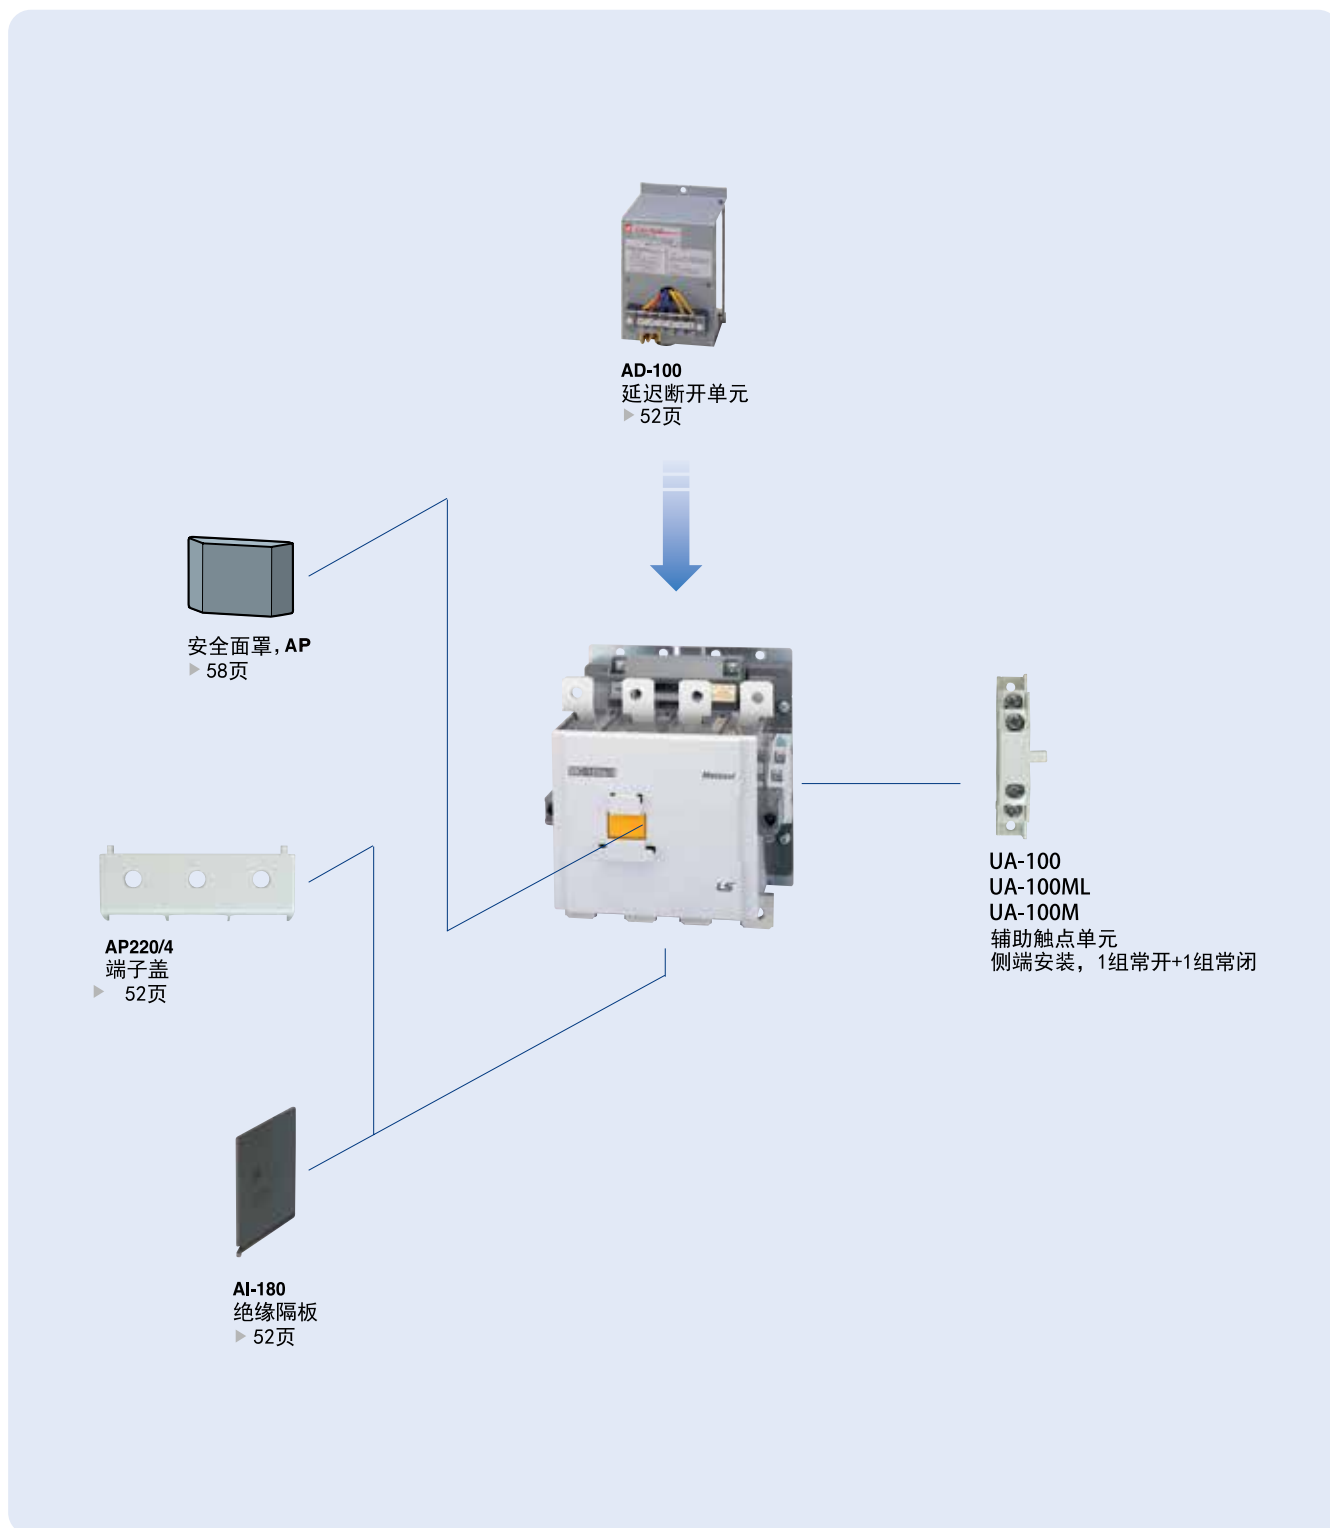 AD-100
延迟断开单元
▶ 52页
安全面罩, AP
▶ 58页
Metasol
LS
UA-100
UA-100ML
UA-100M
辅助触点单元
侧端安装, 1组常开+1组常闭
AP220/4
端子盖
▶ 52页
AI-180
绝缘隔板
▶ 52页